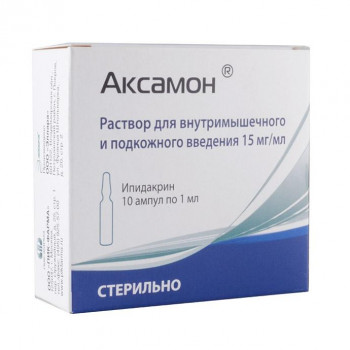 Аксамон®
Раствор для внутримышечного
и подкожного введения 15 мг/мл
Ипидакрин
10 ампул по 1 мл
СТЕРИЛЬНО